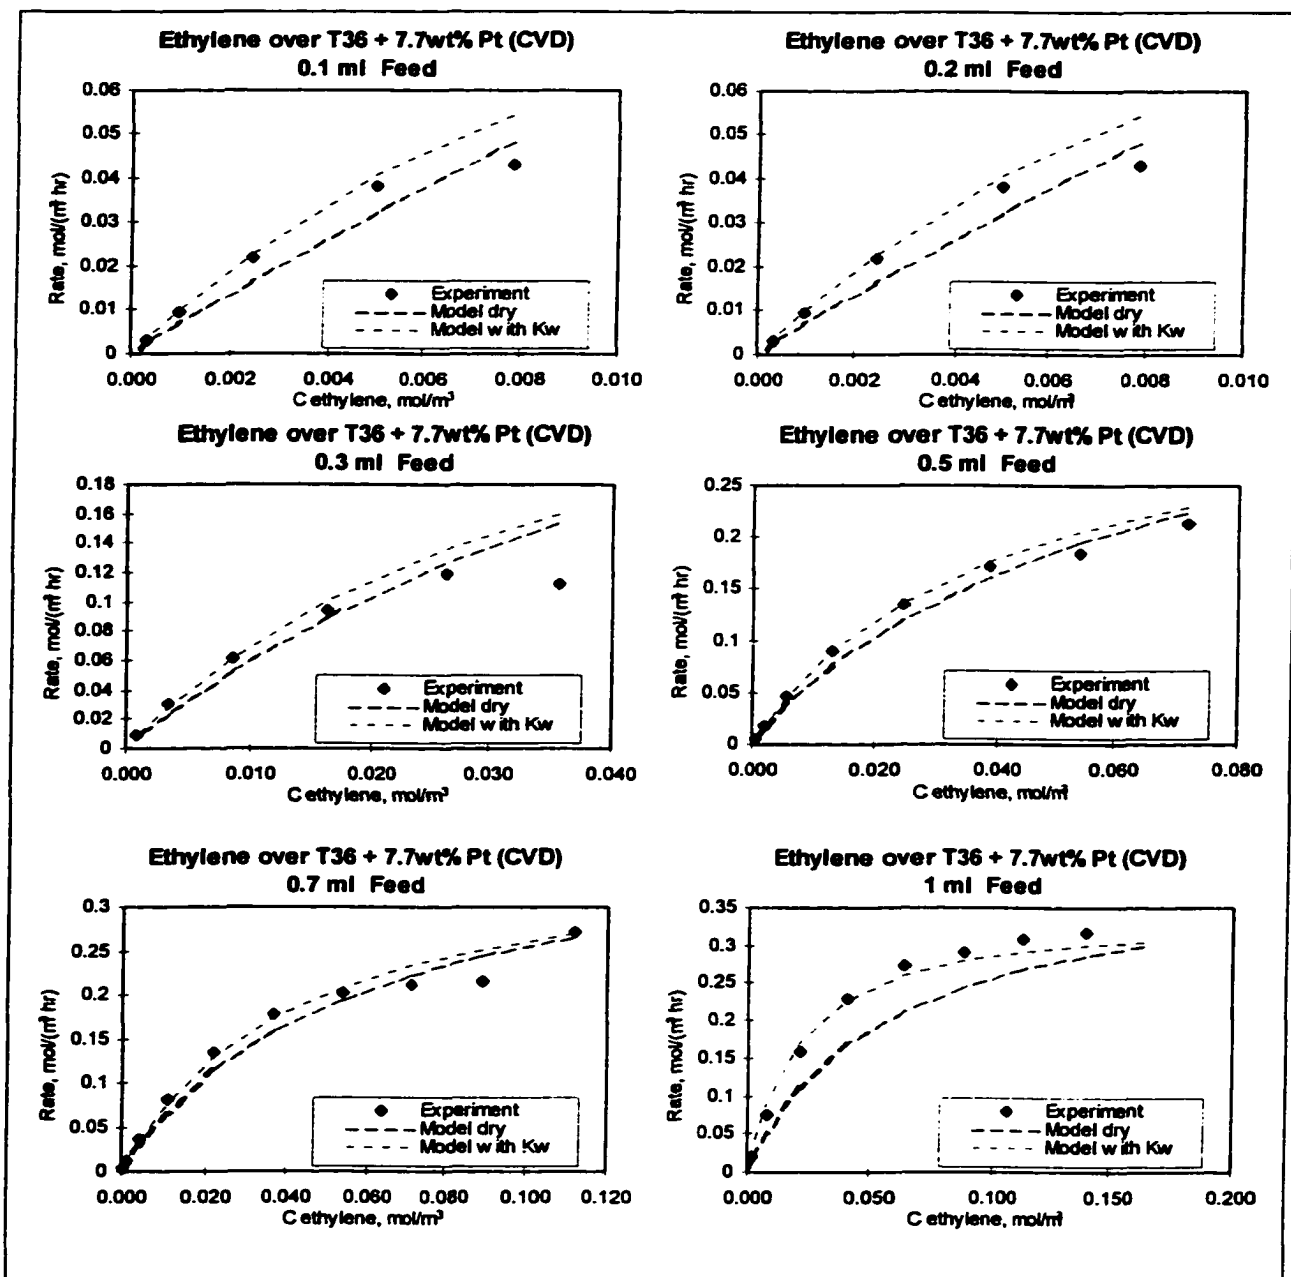 Ethylene over T36 + 7.7wt% Pt (CVD)
0.1 ml Feed
0.06
0.05
0.04
0.03
0.02
0.01
0
Rate, mol/(m³ hr)
Experiment
Model dry
Model with Kw
0.000 0.002 0.004 0.006 0.008 0.010
C ethylene, mol/m³
Ethylene over T36 + 7.7wt% Pt (CVD)
0.2 ml Feed
0.06
0.05
0.04
0.03
0.02
0.01
0
Rate, mol/(m³ hr)
Experiment
Model dry
Model with Kw
0.000 0.002 0.004 0.006 0.008 0.010
C ethylene, mol/m³
Ethylene over T36 + 7.7wt% Pt (CVD)
0.3 ml Feed
0.18
0.16
0.14
0.12
0.1
0.08
0.06
0.04
0.02
0
Rate, mol/(m³ hr)
Experiment
Model dry
Model with Kw
0.000 0.010 0.020 0.030 0.040
C ethylene, mol/m³
Ethylene over T36 + 7.7wt% Pt (CVD)
0.5 ml Feed
0.25
0.2
0.15
0.1
0.05
0
Rate, mol/(m³ hr)
Experiment
Model dry
Model with Kw
0.000 0.020 0.040 0.060 0.080
C ethylene, mol/m³
Ethylene over T36 + 7.7wt% Pt (CVD)
0.7 ml Feed
0.3
0.25
0.2
0.15
0.1
0.05
0
Rate, mol/(m³ hr)
Experiment
Model dry
Model with Kw
0.000 0.020 0.040 0.060 0.080 0.100 0.120
C ethylene, mol/m³
Ethylene over T36 + 7.7wt% Pt (CVD)
1 ml Feed
0.35
0.3
0.25
0.2
0.15
0.1
0.05
0
Rate, mol/(m³ hr)
Experiment
Model dry
Model with Kw
0.000 0.050 0.100 0.150 0.200
C ethylene, mol/m³